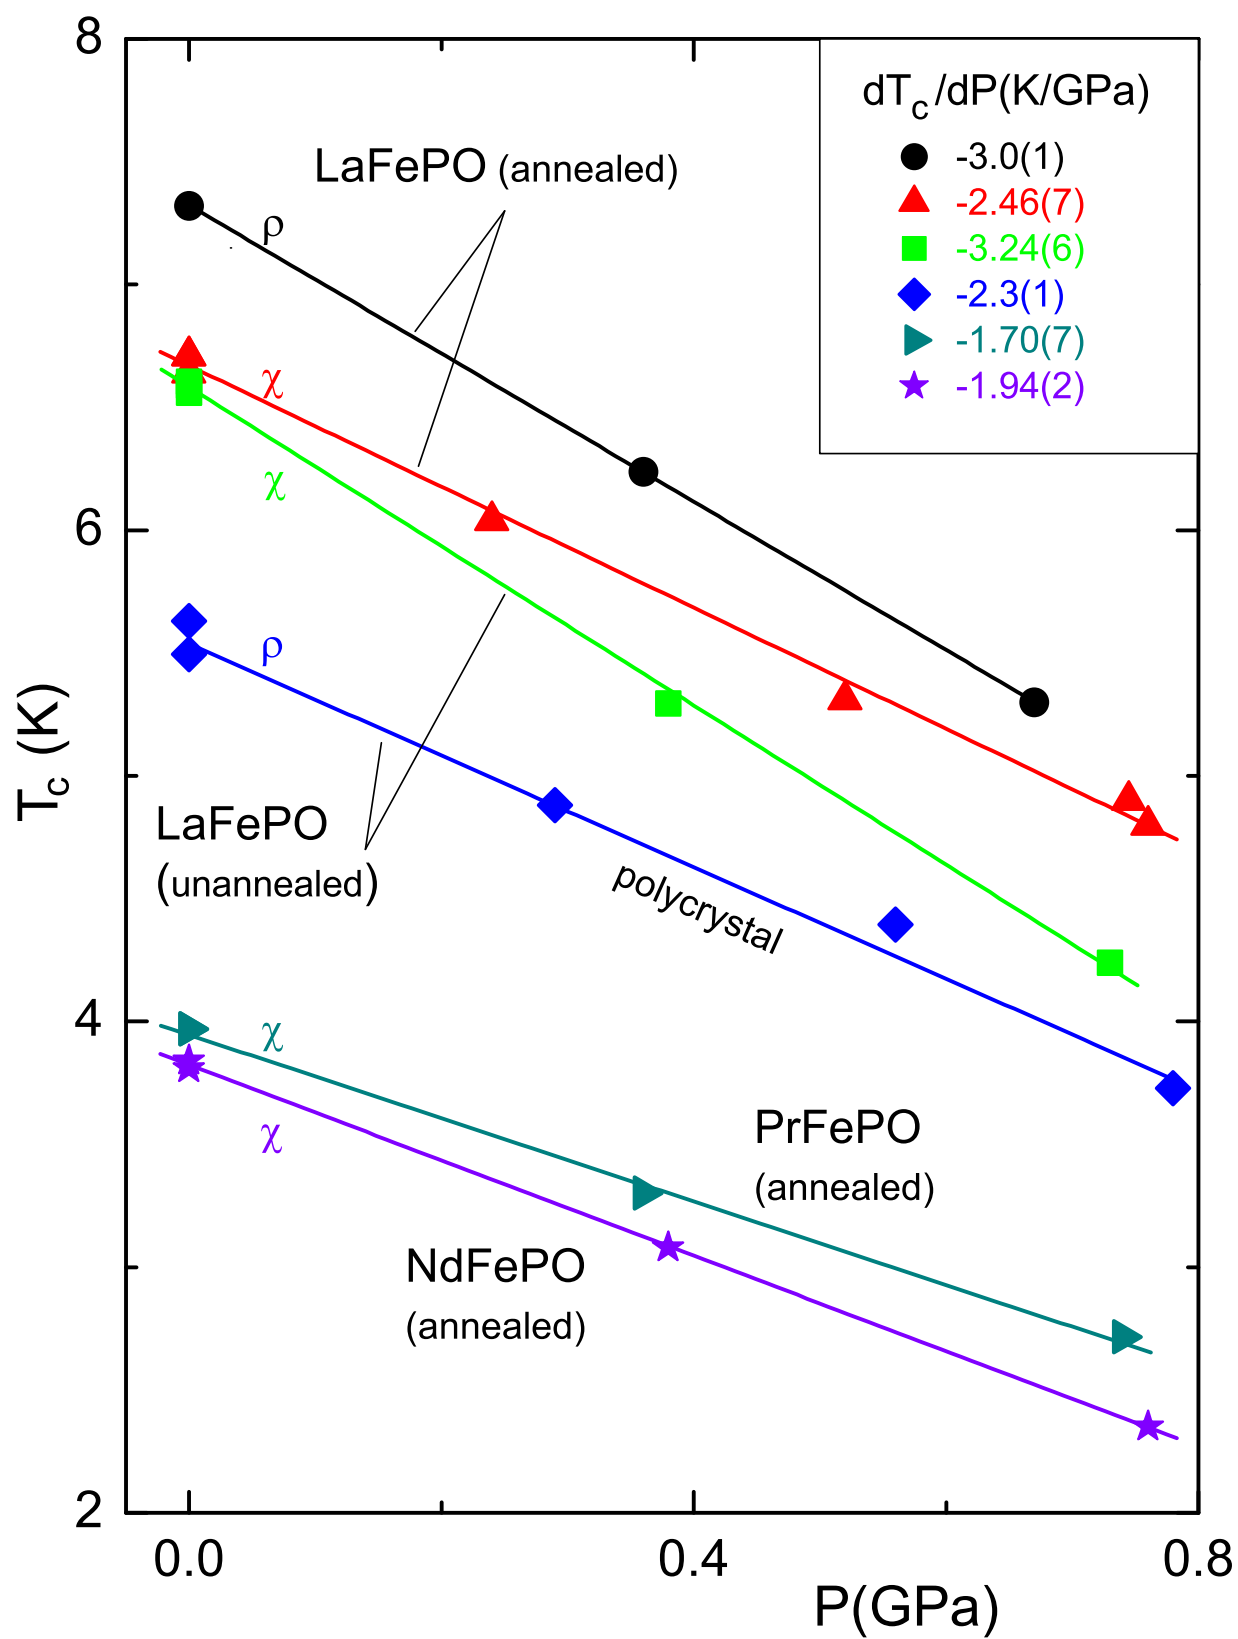 8
dTc/dP(K/GPa)
-3.0(1)
-2.46(7)
-3.24(6)
-2.3(1)
-1.70(7)
-1.94(2)
LaFePO (annealed)
ρ
χ
χ
6
ρ
Tc (K)
LaFePO
(unannealed)
polycrystal
4
χ
χ
PrFePO
(annealed)
NdFePO
(annealed)
2
0.0 0.4 0.8
P(GPa)